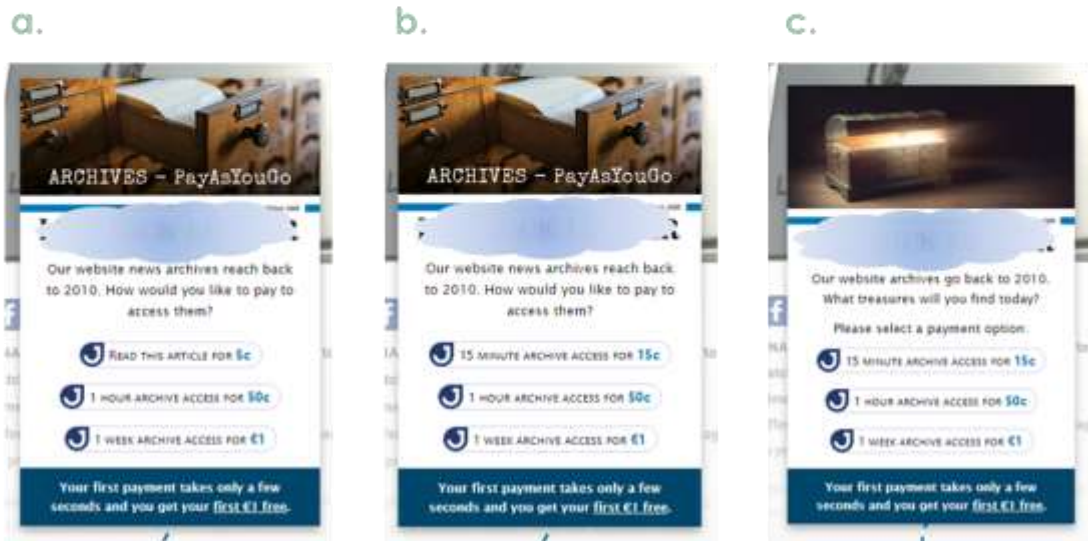 a.
ARCHIVES - PayAsYouGo
Our website news archives reach back
to 2010. How would you like to pay to
access them?
READ THIS ARTICLE FOR 5c
1 HOUR ARCHIVE ACCESS FOR 50c
1 WEEK ARCHIVE ACCESS FOR €1
Your first payment takes only a few
seconds and you get your first €1 free.
b.
ARCHIVES - PayAsYouGo
Our website news archives reach back
to 2010. How would you like to pay to
access them?
15 MINUTE ARCHIVE ACCESS FOR 15c
1 HOUR ARCHIVE ACCESS FOR 50c
1 WEEK ARCHIVE ACCESS FOR €1
Your first payment takes only a few
seconds and you get your first €1 free.
c.
Our website archives go back to 2010.
What treasures will you find today?
Please select a payment option:
15 MINUTE ARCHIVE ACCESS FOR 15c
1 HOUR ARCHIVE ACCESS FOR 50c
1 WEEK ARCHIVE ACCESS FOR €1
Your first payment takes only a few
seconds and you get your first €1 free.